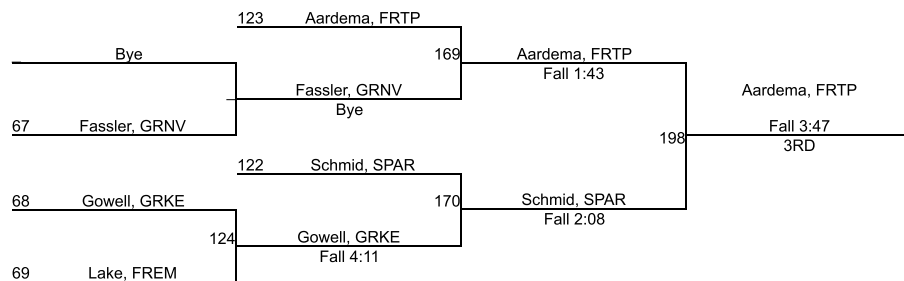 123 Aardema, FRTP
Bye
169 Aardema, FRTP
Fall 1:43
Fassler, GRNV
Bye
Aardema, FRTP
67 Fassler, GRNV
Fall 3:47
198
3RD
122 Schmid, SPAR
68 Gowell, GRKE
170 Schmid, SPAR
Fall 2:08
124 Gowell, GRKE
Fall 4:11
69 Lake, FREM